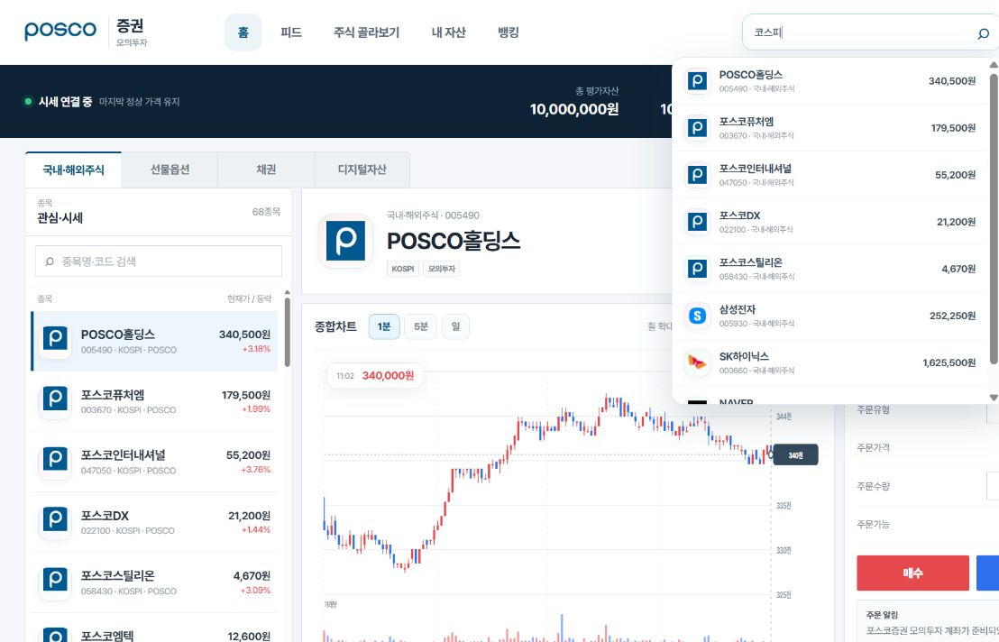 posco 증권
모의투자
홈 피드 주식 골라보기 내 자산 뱅킹
코스피
시세 연결 중 마지막 정상 가격 유지
총 평가자산
10,000,000원
10
POSCO홀딩스
005490 · 국내·해외주식
340,500원
포스코퓨처엠
003670 · 국내·해외주식
179,500원
포스코인터내셔널
047050 · 국내·해외주식
55,200원
포스코DX
022100 · 국내·해외주식
21,200원
포스코스틸리온
058430 · 국내·해외주식
4,670원
삼성전자
005930 · 국내·해외주식
252,250원
SK하이닉스
000660 · 국내·해외주식
1,625,500원
NAVER
국내·해외주식 선물옵션 채권 디지털자산
종목
관심·시세
68종목
종목명·코드 검색
종목 현재가 / 등락
POSCO홀딩스 340,500원
005490 · KOSPI · POSCO +3.18%
포스코퓨처엠 179,500원
003670 · KOSPI · POSCO +1.99%
포스코인터내셔널 55,200원
047050 · KOSPI · POSCO +3.76%
포스코DX 21,200원
022100 · KOSPI · POSCO +1.44%
포스코스틸리온 4,670원
058430 · KOSPI · POSCO +3.09%
포스코엠텍 12,600원
국내·해외주식 · 005490
POSCO홀딩스
KOSPI 모의투자
종합차트 1분 5분 일
휠 확대
11:02 340,000원
344천
340천
335천
330천
325천
거래량
주문유형
주문가격
주문수량
주문가능
매수
주문 알림
포스코증권 모의투자 계좌가 준비되었